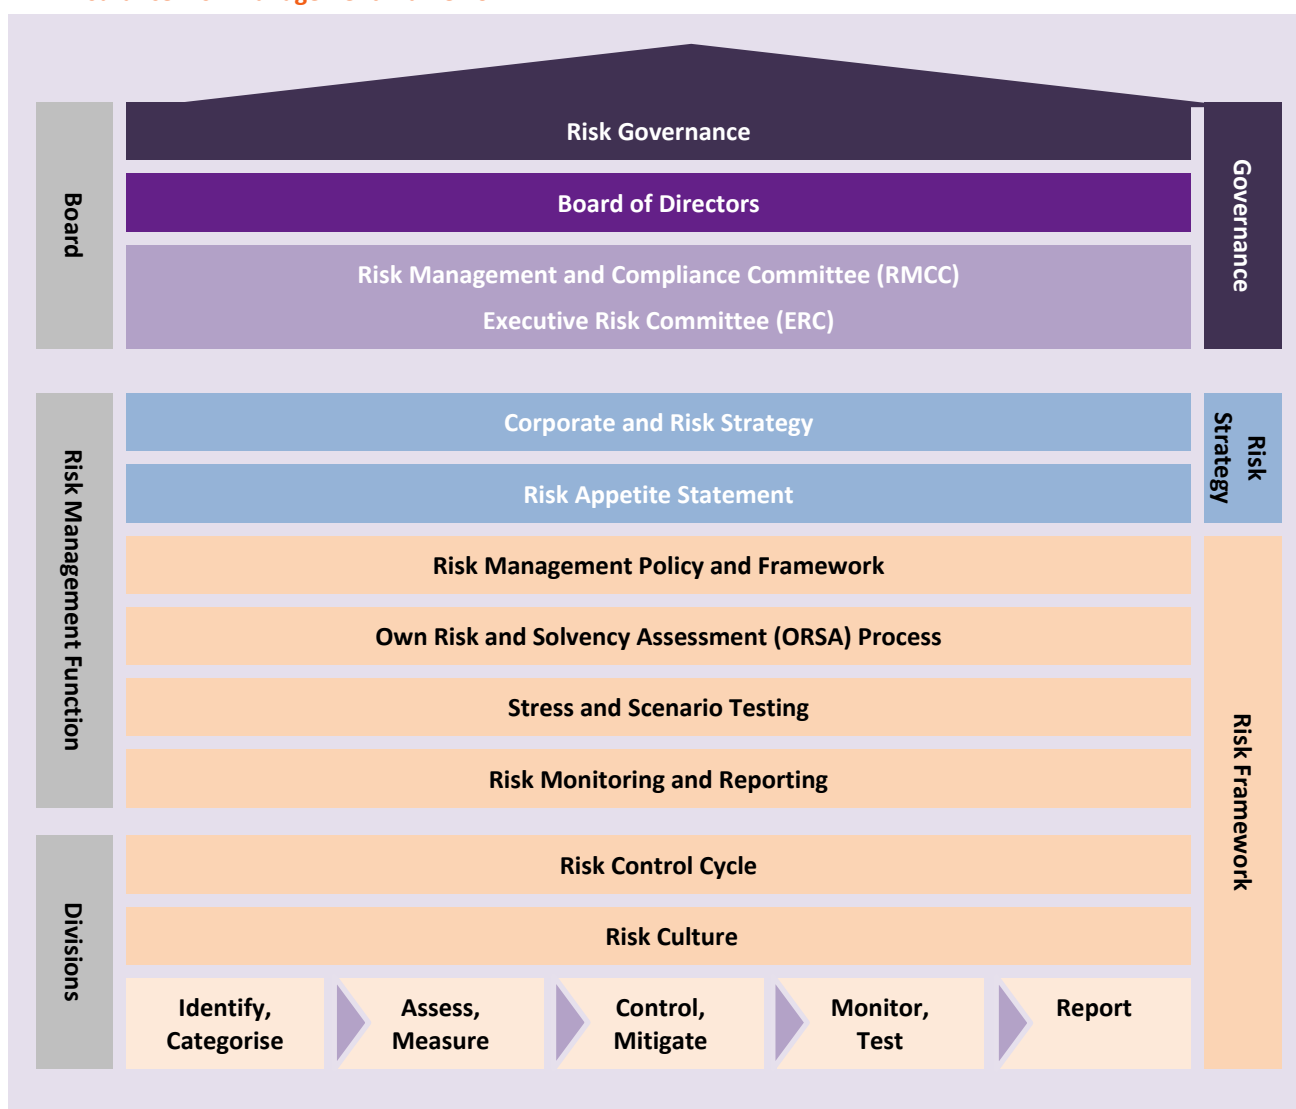 Risk Governance
Board of Directors
Risk Management and Compliance Committee (RMCC)
Executive Risk Committee (ERC)
Board
Governance
Corporate and Risk Strategy
Risk Appetite Statement
Risk
Strategy
Risk Management Policy and Framework
Own Risk and Solvency Assessment (ORSA) Process
Stress and Scenario Testing
Risk Monitoring and Reporting
Risk Management Function
Risk Control Cycle
Risk Culture
Identify,
Categorise
Assess,
Measure
Control,
Mitigate
Monitor,
Test
Report
Divisions
Risk Framework